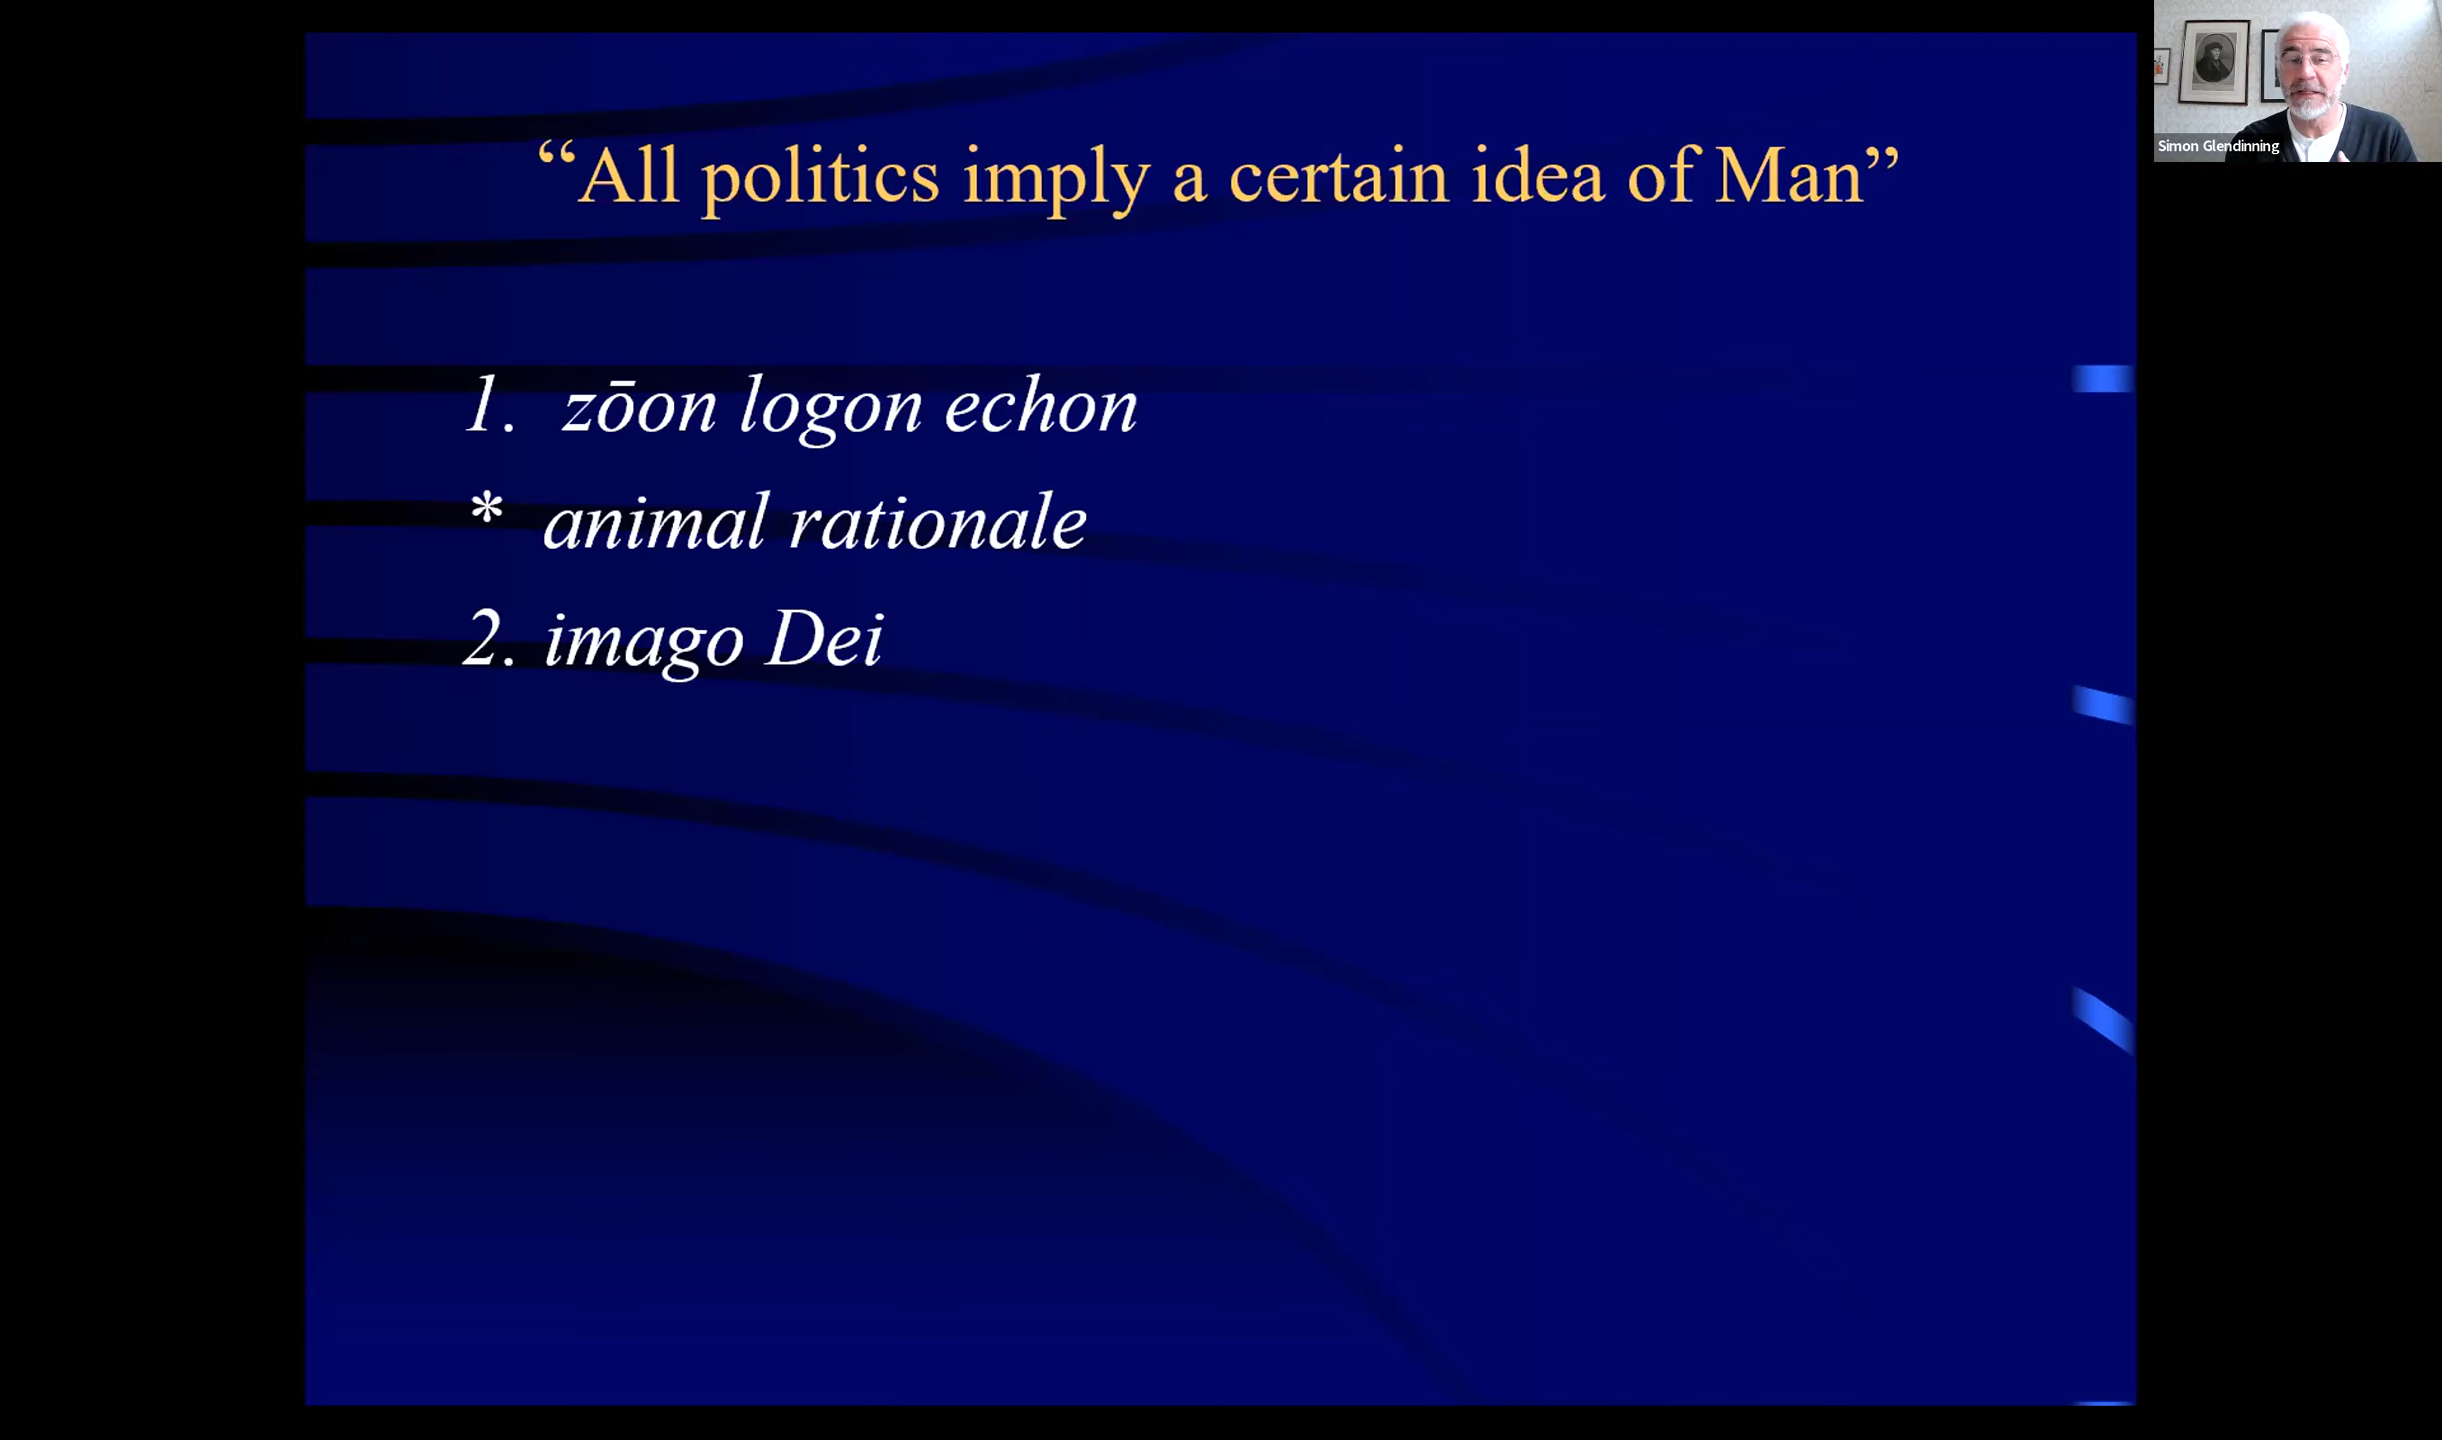 “All politics imply a certain idea of Man”
1. zōon logon echon
* animal rationale
2. imago Dei
Simon Glendinning